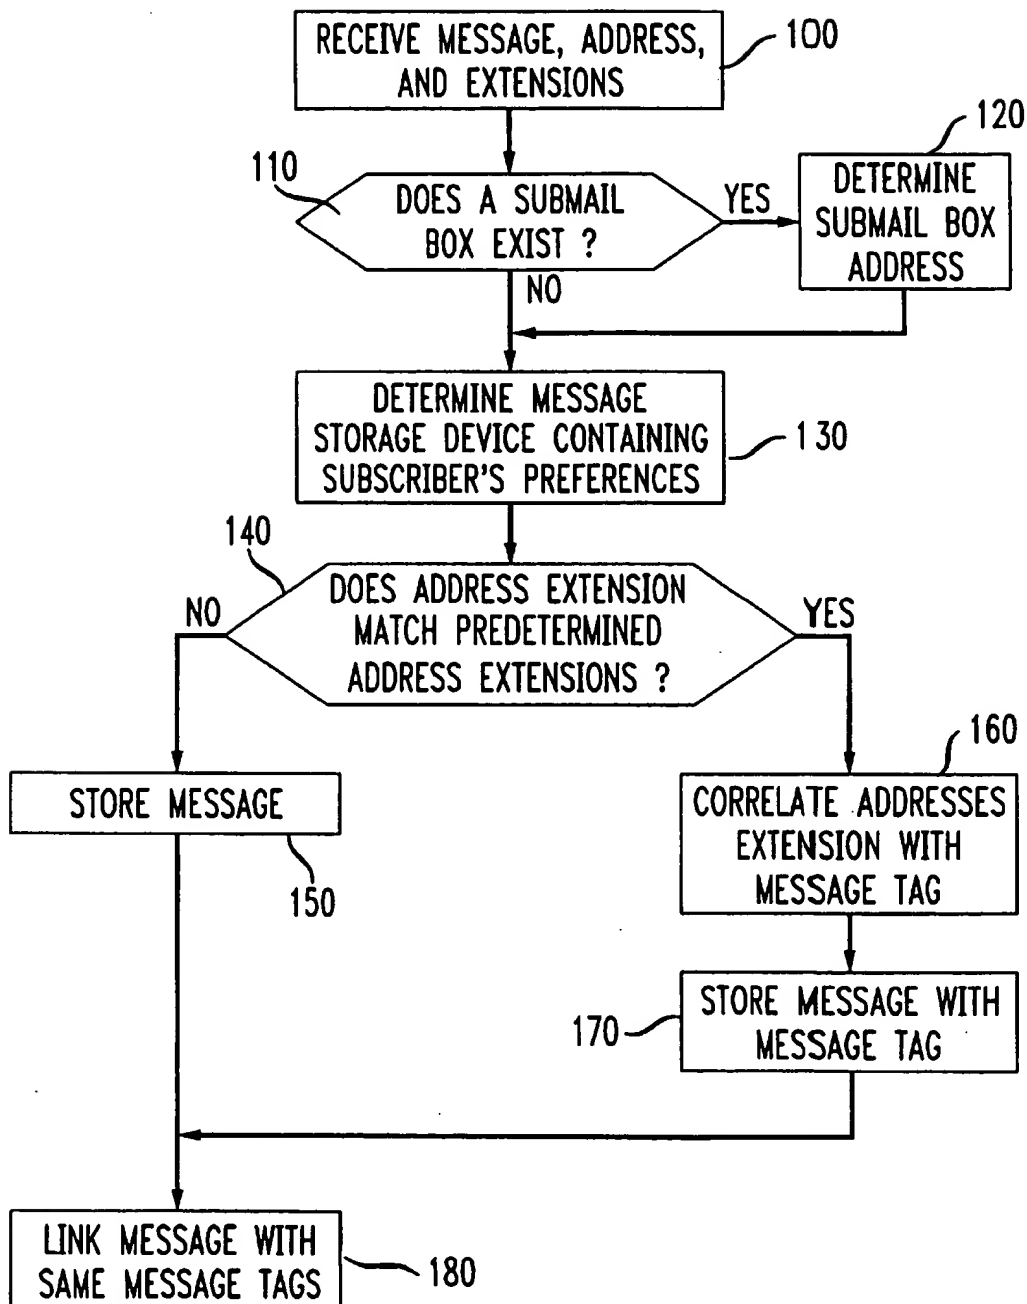 RECEIVE MESSAGE, ADDRESS,
AND EXTENSIONS
100
110
DOES A SUBMAIL
BOX EXIST ?
YES
120
DETERMINE
SUBMAIL BOX
ADDRESS
NO
DETERMINE MESSAGE
STORAGE DEVICE CONTAINING
SUBSCRIBER'S PREFERENCES
130
140
DOES ADDRESS EXTENSION
MATCH PREDETERMINED
ADDRESS EXTENSIONS ?
NO
YES
STORE MESSAGE
150
160
CORRELATE ADDRESSES
EXTENSION WITH
MESSAGE TAG
170
STORE MESSAGE WITH
MESSAGE TAG
LINK MESSAGE WITH
SAME MESSAGE TAGS
180